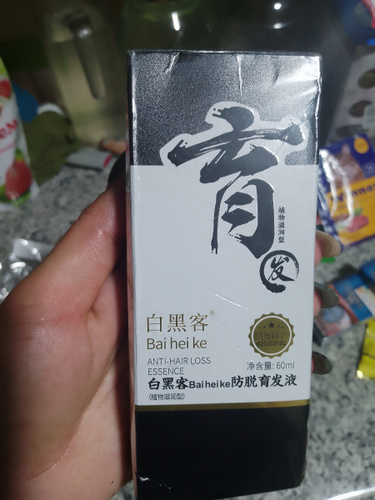 育
发
植物滋润型
白黑客®
Bai hei ke
ANTI-HAIR LOSS
ESSENCE
净含量: 60ml
白黑客Baiheike防脱育发液
(植物滋润型)